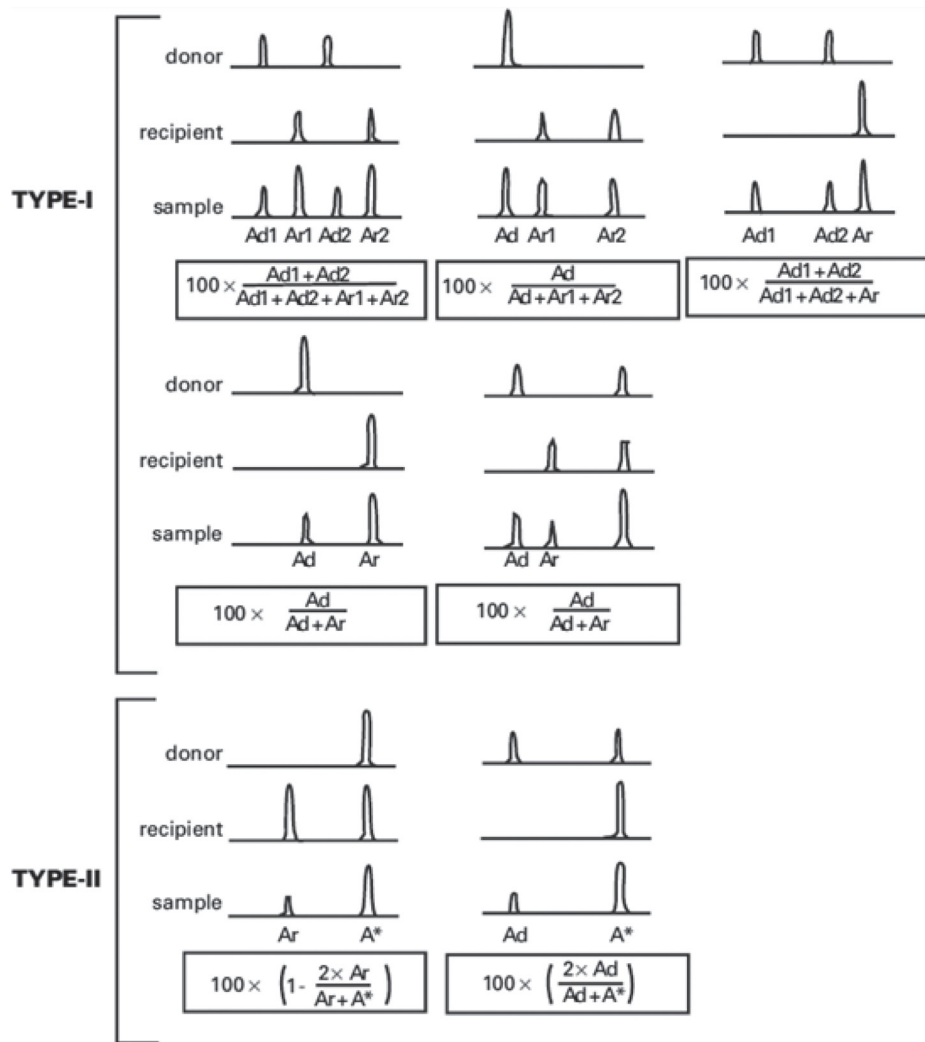 donor
recipient
TYPE-I
sample
Ad1 Ar1 Ad2 Ar2 Ad Ar1 Ar2 Ad1 Ad2 Ar
100 × Ad1+Ad2 / Ad1+Ad2+Ar1+Ar2
100 × Ad / Ad+Ar1+Ar2
100 × Ad1+Ad2 / Ad1+Ad2+Ar
donor
recipient
sample
Ad Ar Ad Ar
100 × Ad / Ad+Ar
100 × Ad / Ad+Ar
donor
recipient
TYPE-II
sample
Ar A* Ad A*
100 × (1- 2× Ar / Ar+A*)
100 × (2× Ad / Ad+A*)